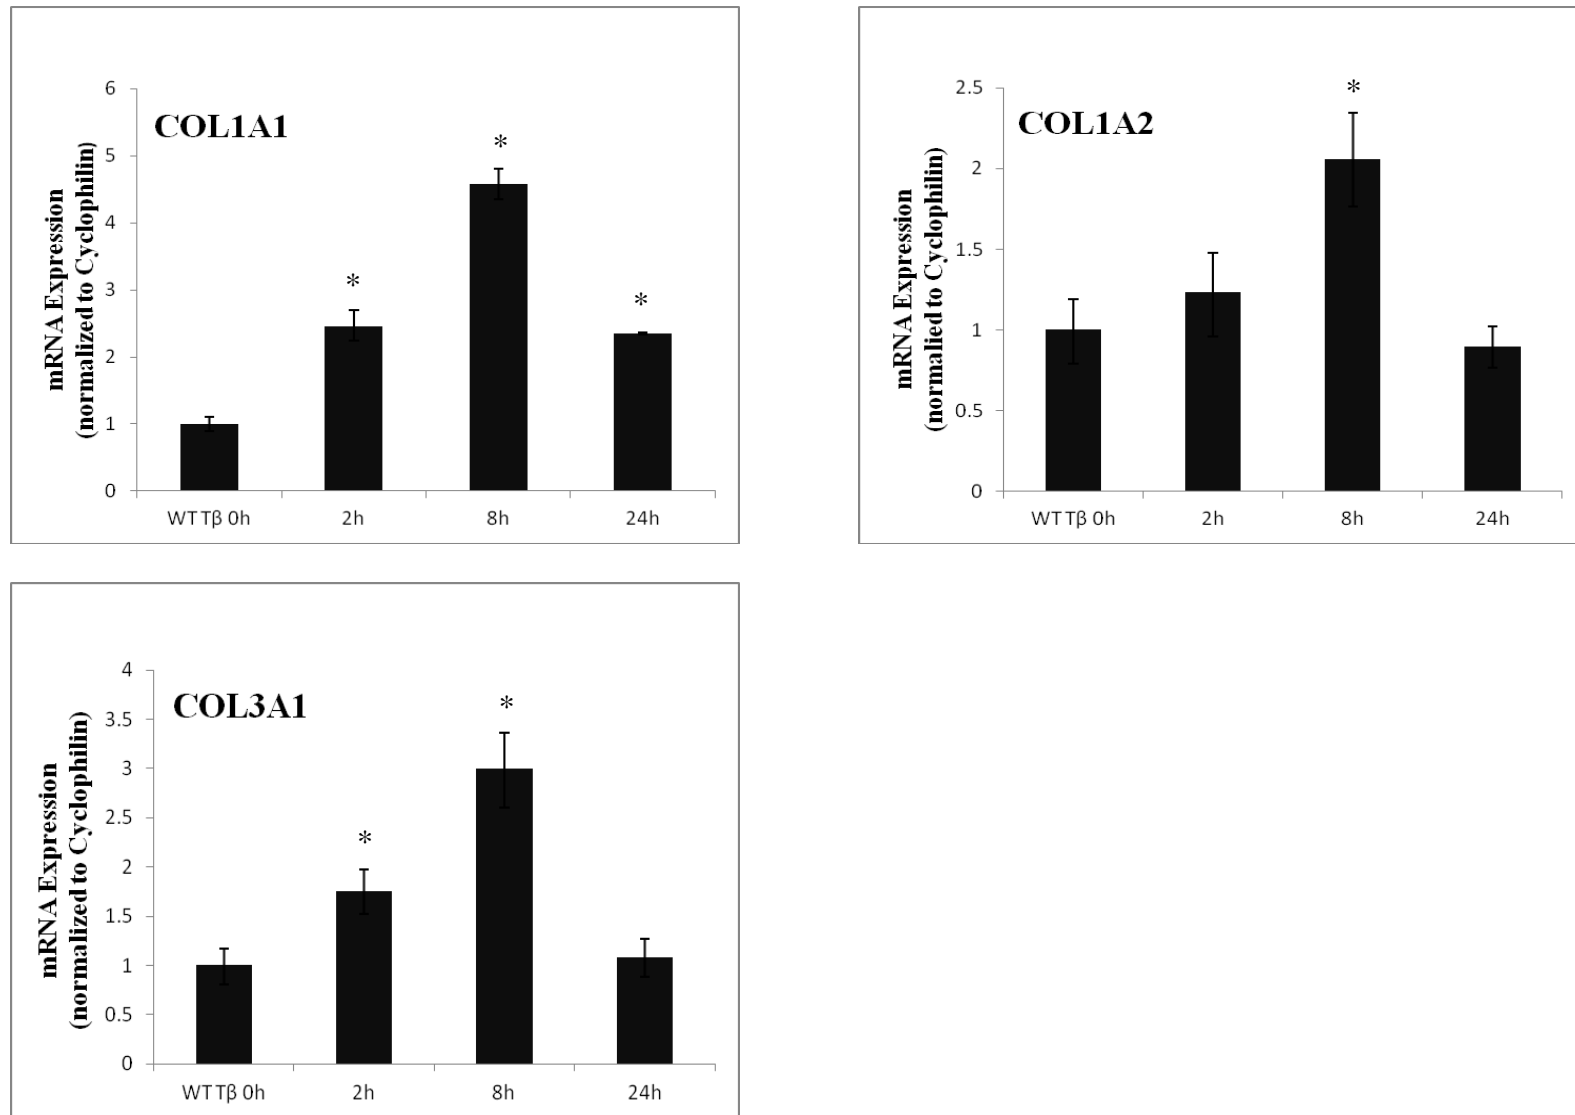 COL1A1
mRNA Expression
(normalized to Cyclophilin)
6
5
4
3
2
1
0
*
*
*
WT Tβ 0h 2h 8h 24h
COL1A2
mRNA Expression
(normalied to Cyclophilin)
2.5
2
1.5
1
0.5
0
*
WT Tβ 0h 2h 8h 24h
COL3A1
mRNA Expression
(normalized to Cyclophilin)
4
3.5
3
2.5
2
1.5
1
0.5
0
*
*
WT Tβ 0h 2h 8h 24h